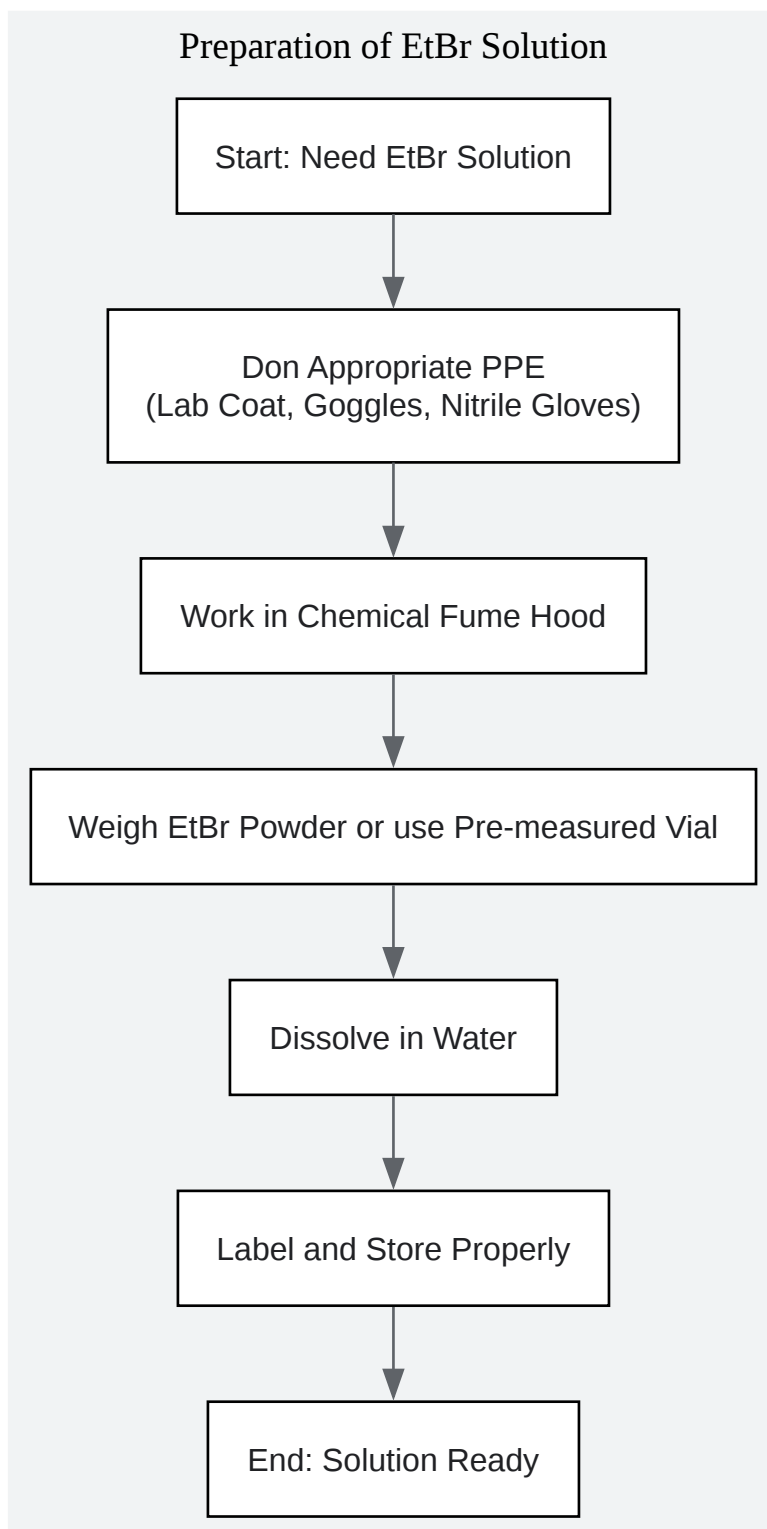 Preparation of EtBr Solution
Start: Need EtBr Solution
Don Appropriate PPE
(Lab Coat, Goggles, Nitrile Gloves)
Work in Chemical Fume Hood
Weigh EtBr Powder or use Pre-measured Vial
Dissolve in Water
Label and Store Properly
End: Solution Ready